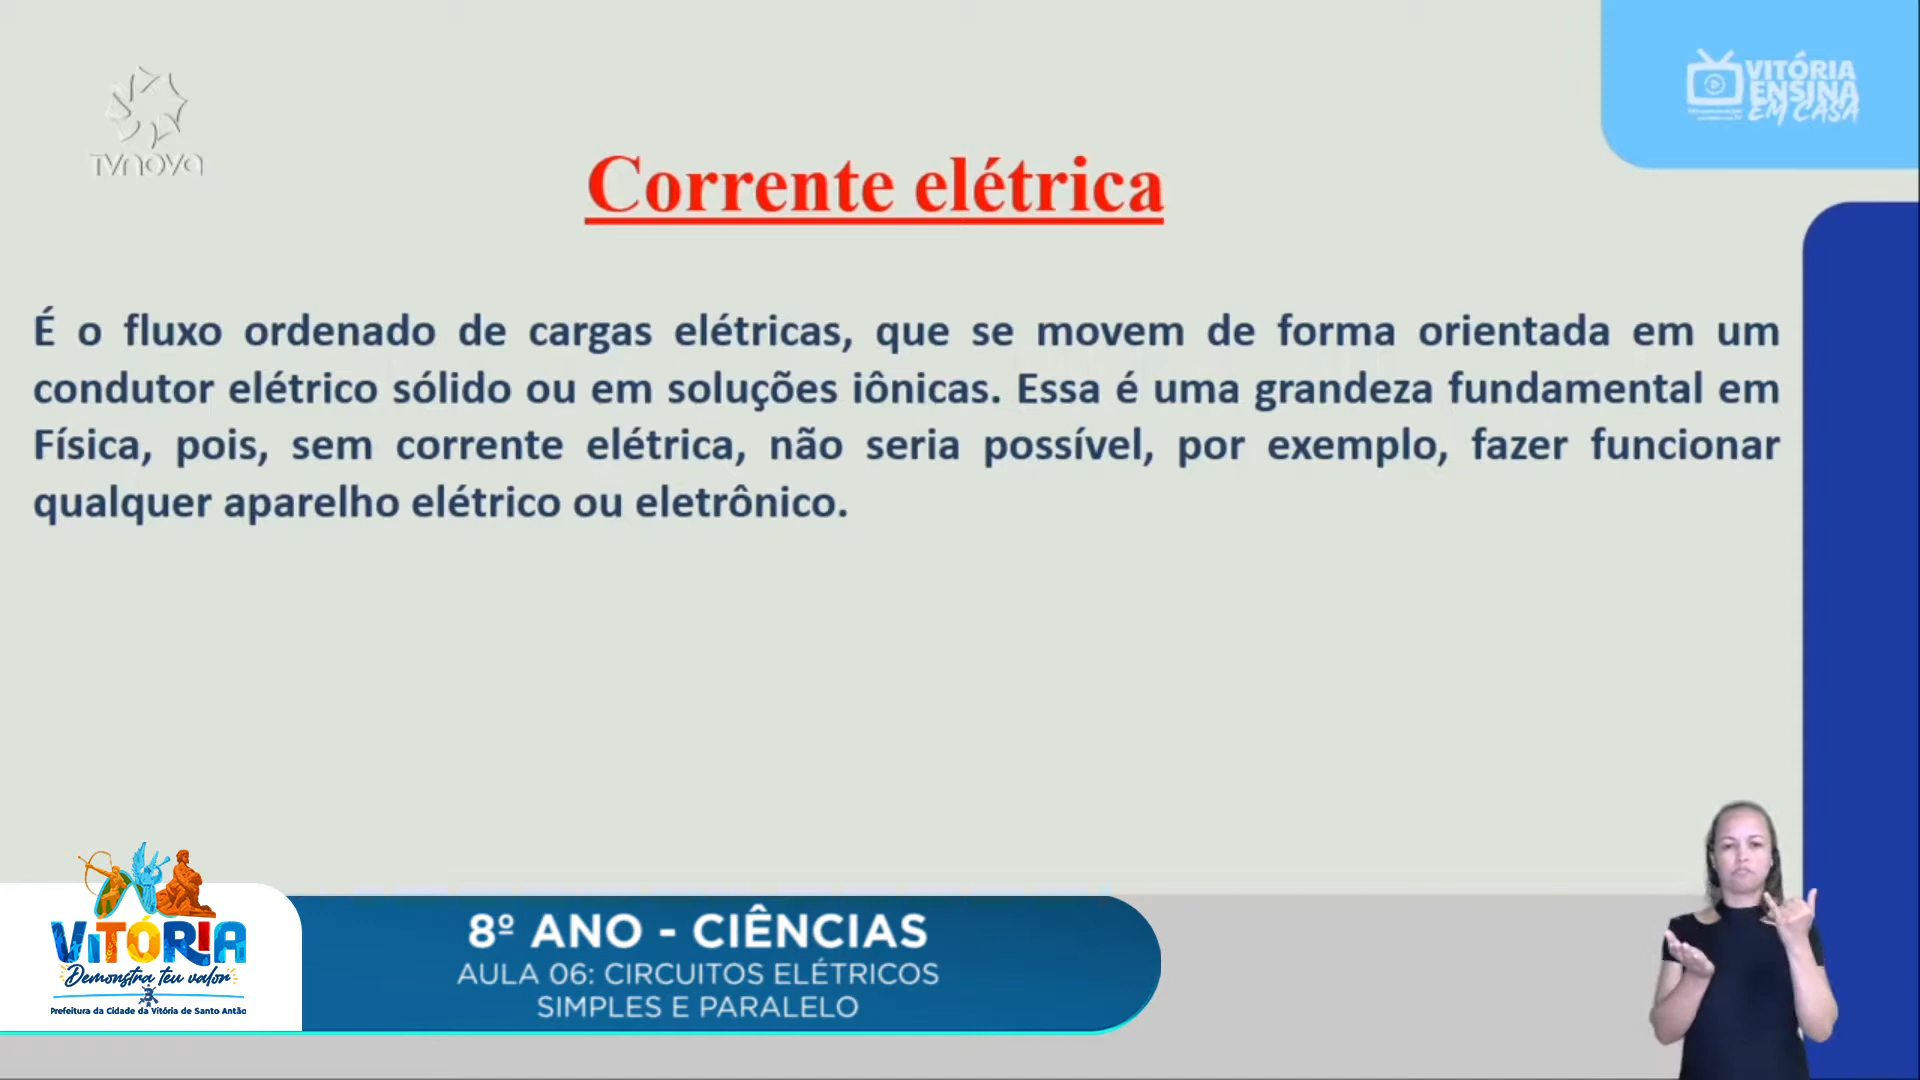 TVNOVA
VITÓRIA
ENSINA
EM CASA
Corrente elétrica
É o fluxo ordenado de cargas elétricas, que se movem de forma orientada em um
condutor elétrico sólido ou em soluções iônicas. Essa é uma grandeza fundamental em
Física, pois, sem corrente elétrica, não seria possível, por exemplo, fazer funcionar
qualquer aparelho elétrico ou eletrônico.
VITÓRIA
Demonstra teu valor
Prefeitura da Cidade da Vitória de Santo Antão
8º ANO - CIÊNCIAS
AULA 06: CIRCUITOS ELÉTRICOS
SIMPLES E PARALELO